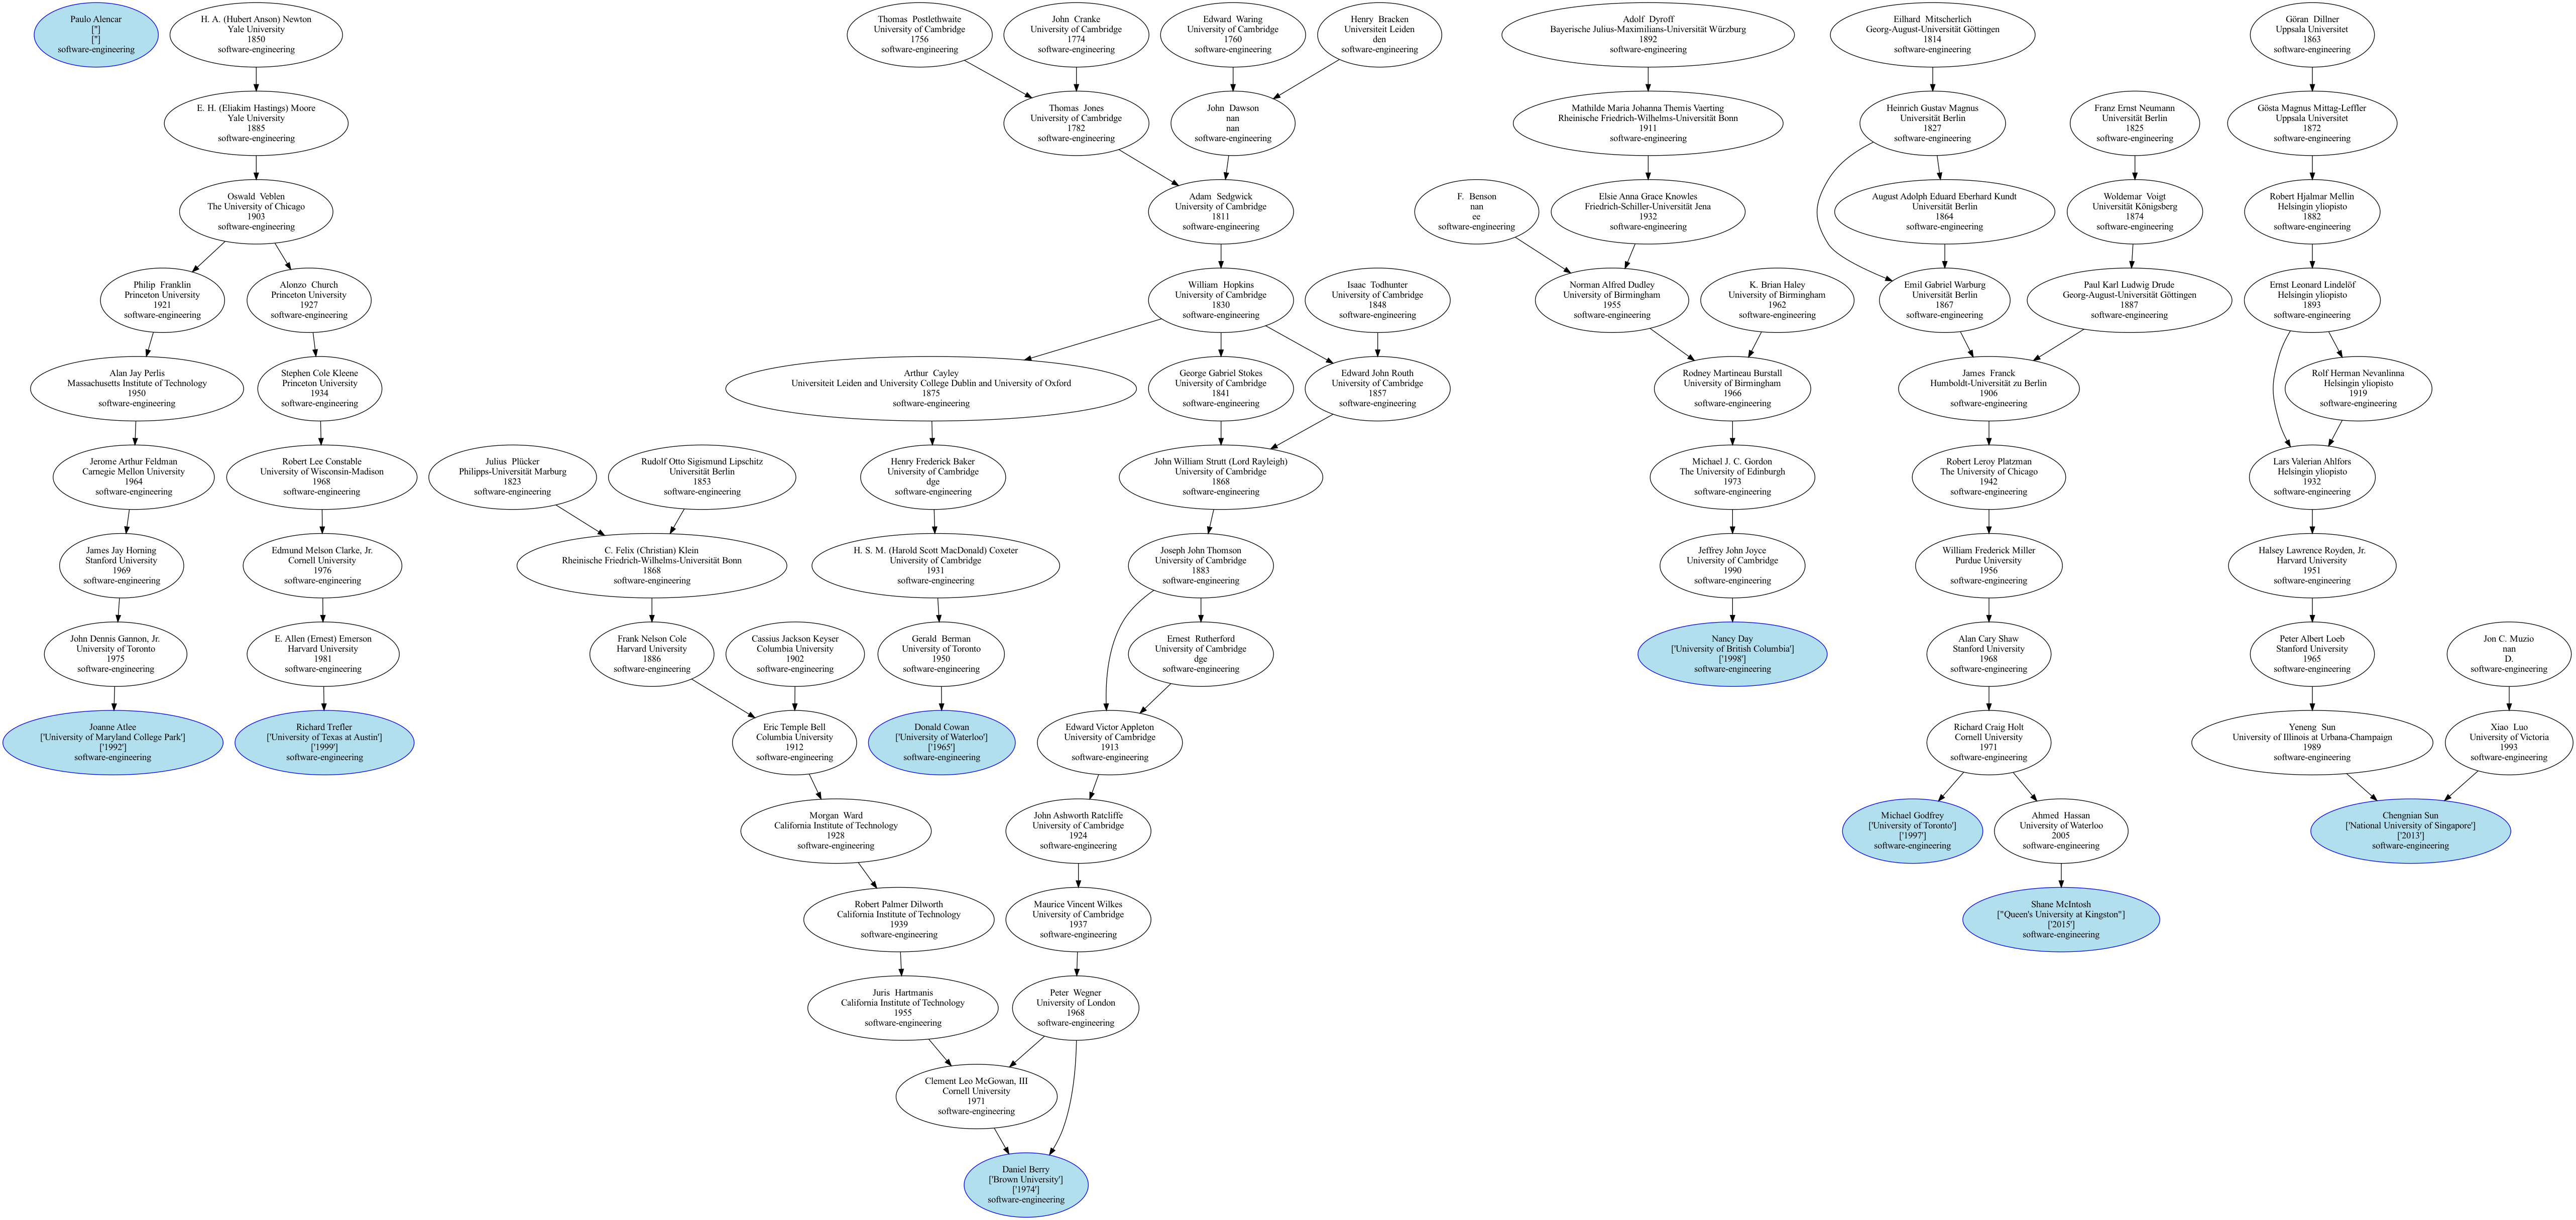 Paulo Alencar
['']
['']
software-engineering
H. A. (Hubert Anson) Newton
Yale University
1850
software-engineering
Thomas  Postlethwaite
University of Cambridge
1756
software-engineering
John  Cranke
University of Cambridge
1774
software-engineering
Edward  Waring
University of Cambridge
1760
software-engineering
Henry  Bracken
Universiteit Leiden
den
software-engineering
Adolf  Dyroff
Bayerische Julius-Maximilians-Universität Würzburg
1892
software-engineering
Eilhard  Mitscherlich
Georg-August-Universität Göttingen
1814
software-engineering
Göran  Dillner
Uppsala Universitet
1863
software-engineering
E. H. (Eliakim Hastings) Moore
Yale University
1885
software-engineering
Thomas  Jones
University of Cambridge
1782
software-engineering
John  Dawson
nan
nan
software-engineering
Mathilde Maria Johanna Themis Vaerting
Rheinische Friedrich-Wilhelms-Universität Bonn
1911
software-engineering
Heinrich Gustav Magnus
Universität Berlin
1827
software-engineering
Franz Ernst Neumann
Universität Berlin
1825
software-engineering
Gösta Magnus Mittag-Leffler
Uppsala Universitet
1872
software-engineering
Oswald  Veblen
The University of Chicago
1903
software-engineering
Adam  Sedgwick
University of Cambridge
1811
software-engineering
F.  Benson
nan
ee
software-engineering
Elsie Anna Grace Knowles
Friedrich-Schiller-Universität Jena
1932
software-engineering
August Adolph Eduard Eberhard Kundt
Universität Berlin
1864
software-engineering
Woldemar  Voigt
Universität Königsberg
1874
software-engineering
Robert Hjalmar Mellin
Helsingin yliopisto
1882
software-engineering
Philip  Franklin
Princeton University
1921
software-engineering
Alonzo  Church
Princeton University
1927
software-engineering
William  Hopkins
University of Cambridge
1830
software-engineering
Isaac  Todhunter
University of Cambridge
1848
software-engineering
Norman Alfred Dudley
University of Birmingham
1955
software-engineering
K. Brian Haley
University of Birmingham
1962
software-engineering
Emil Gabriel Warburg
Universität Berlin
1867
software-engineering
Paul Karl Ludwig Drude
Georg-August-Universität Göttingen
1887
software-engineering
Ernst Leonard Lindelöf
Helsingin yliopisto
1893
software-engineering
Alan Jay Perlis
Massachusetts Institute of Technology
1950
software-engineering
Stephen Cole Kleene
Princeton University
1934
software-engineering
Arthur  Cayley
Universiteit Leiden and University College Dublin and University of Oxford
1875
software-engineering
George Gabriel Stokes
University of Cambridge
1841
software-engineering
Edward John Routh
University of Cambridge
1857
software-engineering
Rodney Martineau Burstall
University of Birmingham
1966
software-engineering
James  Franck
Humboldt-Universität zu Berlin
1906
software-engineering
Rolf Herman Nevanlinna
Helsingin yliopisto
1919
software-engineering
Jerome Arthur Feldman
Carnegie Mellon University
1964
software-engineering
Robert Lee Constable
University of Wisconsin-Madison
1968
software-engineering
Julius  Plücker
Philipps-Universität Marburg
1823
software-engineering
Rudolf Otto Sigismund Lipschitz
Universität Berlin
1853
software-engineering
Henry Frederick Baker
University of Cambridge
dge
software-engineering
John William Strutt (Lord Rayleigh)
University of Cambridge
1868
software-engineering
Michael J. C. Gordon
The University of Edinburgh
1973
software-engineering
Robert Leroy Platzman
The University of Chicago
1942
software-engineering
Lars Valerian Ahlfors
Helsingin yliopisto
1932
software-engineering
James Jay Horning
Stanford University
1969
software-engineering
Edmund Melson Clarke, Jr.
Cornell University
1976
software-engineering
C. Felix (Christian) Klein
Rheinische Friedrich-Wilhelms-Universität Bonn
1868
software-engineering
H. S. M. (Harold Scott MacDonald) Coxeter
University of Cambridge
1931
software-engineering
Joseph John Thomson
University of Cambridge
1883
software-engineering
Jeffrey John Joyce
University of Cambridge
1990
software-engineering
William Frederick Miller
Purdue University
1956
software-engineering
Halsey Lawrence Royden, Jr.
Harvard University
1951
software-engineering
John Dennis Gannon, Jr.
University of Toronto
1975
software-engineering
E. Allen (Ernest) Emerson
Harvard University
1981
software-engineering
Frank Nelson Cole
Harvard University
1886
software-engineering
Cassius Jackson Keyser
Columbia University
1902
software-engineering
Gerald  Berman
University of Toronto
1950
software-engineering
Ernest  Rutherford
University of Cambridge
dge
software-engineering
Nancy Day
['University of British Columbia']
['1998']
software-engineering
Alan Cary Shaw
Stanford University
1968
software-engineering
Peter Albert Loeb
Stanford University
1965
software-engineering
Jon C. Muzio
nan
D.
software-engineering
Joanne Atlee
['University of Maryland College Park']
['1992']
software-engineering
Richard Trefler
['University of Texas at Austin']
['1999']
software-engineering
Eric Temple Bell
Columbia University
1912
software-engineering
Donald Cowan
['University of Waterloo']
['1965']
software-engineering
Edward Victor Appleton
University of Cambridge
1913
software-engineering
Richard Craig Holt
Cornell University
1971
software-engineering
Yeneng  Sun
University of Illinois at Urbana-Champaign
1989
software-engineering
Xiao  Luo
University of Victoria
1993
software-engineering
Morgan  Ward
California Institute of Technology
1928
software-engineering
John Ashworth Ratcliffe
University of Cambridge
1924
software-engineering
Michael Godfrey
['University of Toronto']
['1997']
software-engineering
Ahmed  Hassan
University of Waterloo
2005
software-engineering
Chengnian Sun
['National University of Singapore']
['2013']
software-engineering
Robert Palmer Dilworth
California Institute of Technology
1939
software-engineering
Maurice Vincent Wilkes
University of Cambridge
1937
software-engineering
Shane McIntosh
["Queen's University at Kingston"]
['2015']
software-engineering
Juris  Hartmanis
California Institute of Technology
1955
software-engineering
Peter  Wegner
University of London
1968
software-engineering
Clement Leo McGowan, III
Cornell University
1971
software-engineering
Daniel Berry
['Brown University']
['1974']
software-engineering